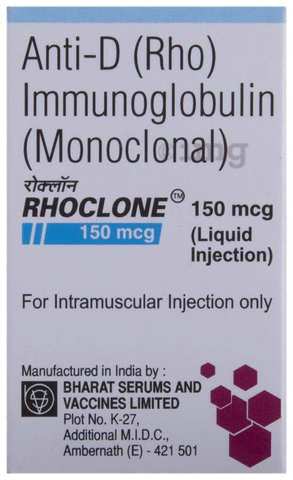 Anti-D (Rho)
Immunoglobulin
(Monoclonal)
रोक्लॉन
RHOCLONE™ 150 mcg
150 mcg (Liquid
Injection)
For Intramuscular Injection only
Manufactured in India by :
BHARAT SERUMS AND
VACCINES LIMITED
Plot No. K-27,
Additional M.I.D.C.,
Ambernath (E) - 421 501